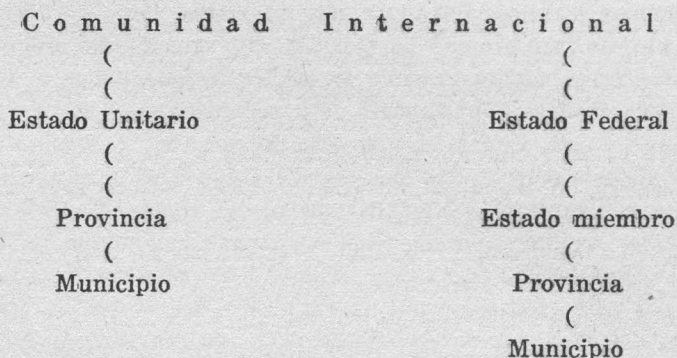 Comunidad Internacional
( (
( (
Estado Unitario Estado Federal
( (
( (
Provincia Estado miembro
( (
Municipio Provincia
(
Municipio